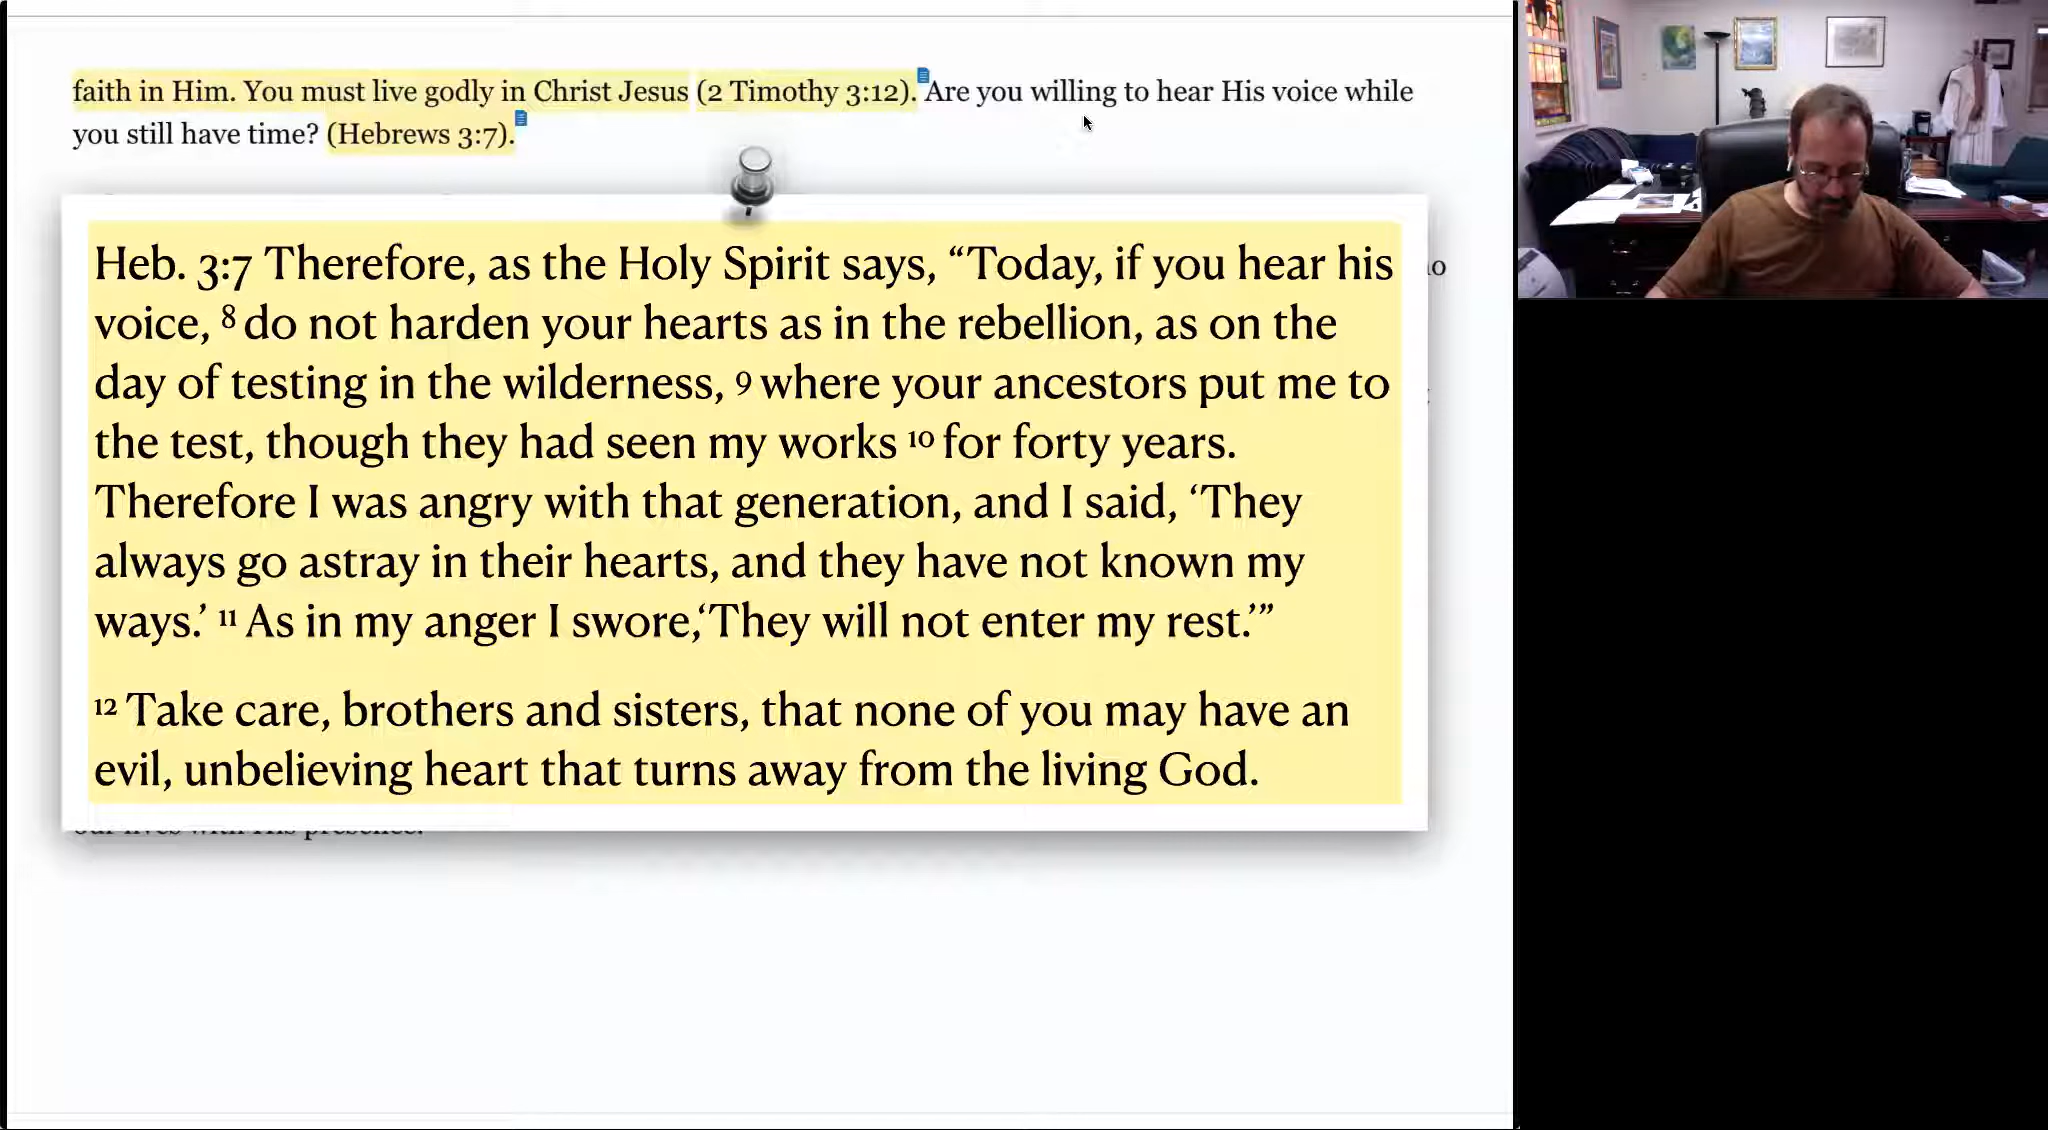 faith in Him. You must live godly in Christ Jesus (2 Timothy 3:12). Are you willing to hear His voice while
you still have time? (Hebrews 3:7).
Heb. 3:7 Therefore, as the Holy Spirit says, “Today, if you hear his
voice, 8 do not harden your hearts as in the rebellion, as on the
day of testing in the wilderness, 9 where your ancestors put me to
the test, though they had seen my works 10 for forty years.
Therefore I was angry with that generation, and I said, ‘They
always go astray in their hearts, and they have not known my
ways.’ 11 As in my anger I swore,‘They will not enter my rest.’”
12 Take care, brothers and sisters, that none of you may have an
evil, unbelieving heart that turns away from the living God.
our lives with His presence.